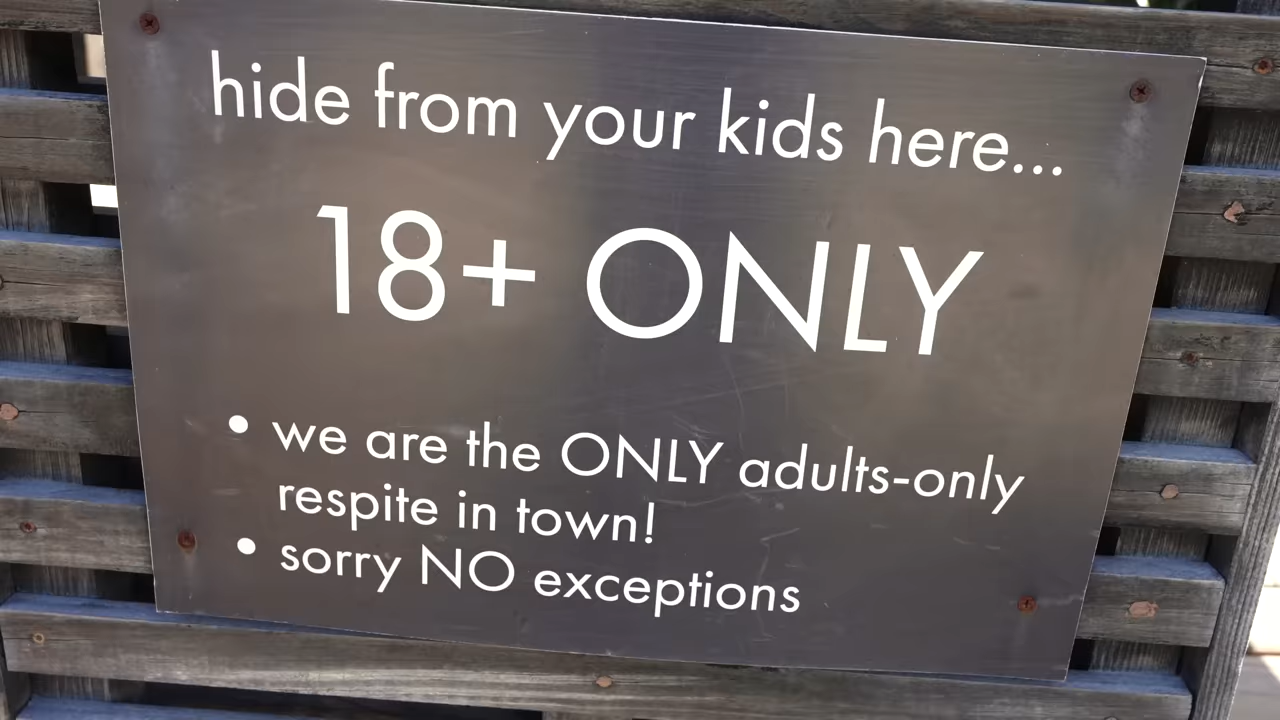 hide from your kids here...
18+ ONLY
• we are the ONLY adults-only
respite in town!
• sorry NO exceptions